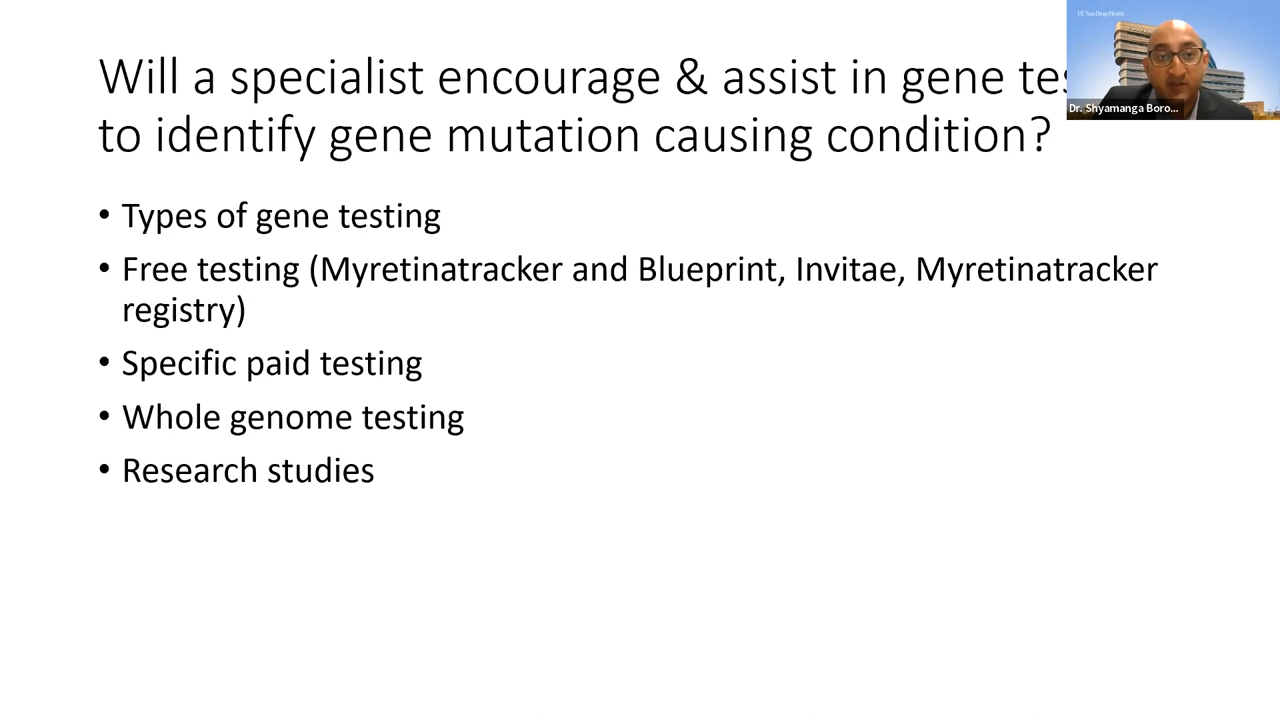 Will a specialist encourage & assist in gene
to identify gene mutation causing condition?
• Types of gene testing
• Free testing (Myretinatracker and Blueprint, Invitae, Myretinatracker
registry)
• Specific paid testing
• Whole genome testing
• Research studies
UC San Diego Health
Dr. Shyamanga Boro...